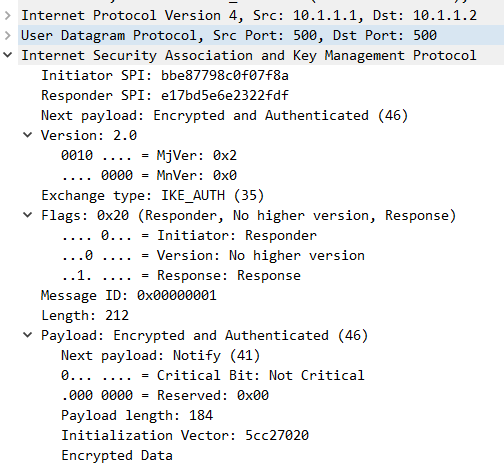 Internet Protocol Version 4, Src: 10.1.1.1, Dst: 10.1.1.2
User Datagram Protocol, Src Port: 500, Dst Port: 500
Internet Security Association and Key Management Protocol
Initiator SPI: bbe87798c0f07f8a
Responder SPI: e17bd5e6e2322fdf
Next payload: Encrypted and Authenticated (46)
Version: 2.0
0010 .... = MjVer: 0x2
.... 0000 = MnVer: 0x0
Exchange type: IKE_AUTH (35)
Flags: 0x20 (Responder, No higher version, Response)
.... 0... = Initiator: Responder
...0 .... = Version: No higher version
..1. .... = Response: Response
Message ID: 0x00000001
Length: 212
Payload: Encrypted and Authenticated (46)
Next payload: Notify (41)
0... .... = Critical Bit: Not Critical
.000 0000 = Reserved: 0x00
Payload length: 184
Initialization Vector: 5cc27020
Encrypted Data